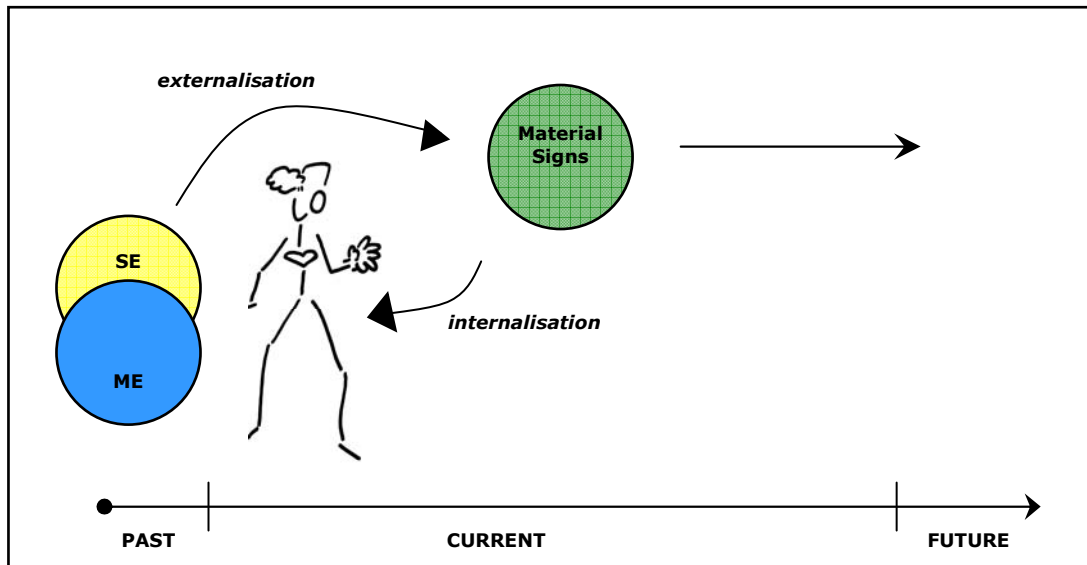 externalisation
Material
Signs
SE
internalisation
ME
PAST
CURRENT
FUTURE